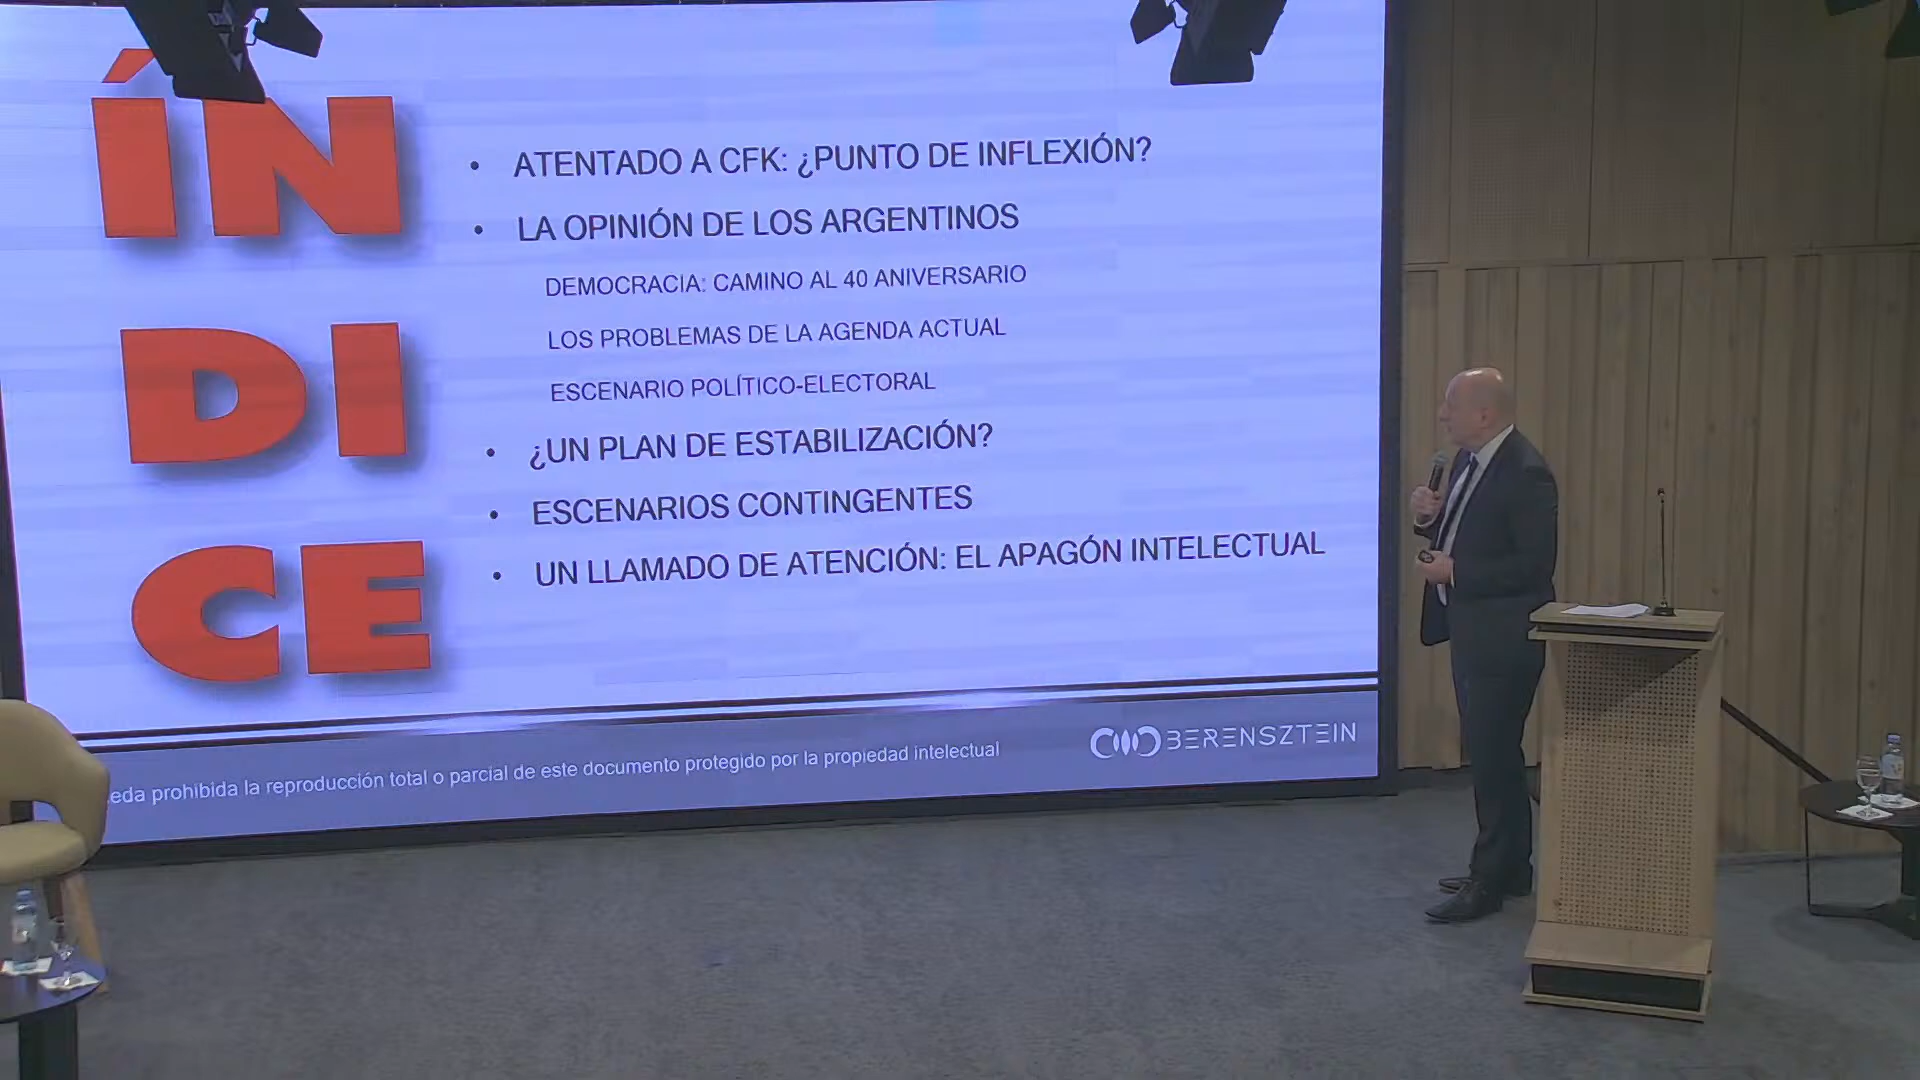 ÍN
DI
CE
• ATENTADO A CFK: ¿PUNTO DE INFLEXIÓN?
• LA OPINIÓN DE LOS ARGENTINOS
DEMOCRACIA: CAMINO AL 40 ANIVERSARIO
LOS PROBLEMAS DE LA AGENDA ACTUAL
ESCENARIO POLÍTICO-ELECTORAL
• ¿UN PLAN DE ESTABILIZACIÓN?
• ESCENARIOS CONTINGENTES
• UN LLAMADO DE ATENCIÓN: EL APAGÓN INTELECTUAL
eda prohibida la reproducción total o parcial de este documento protegido por la propiedad intelectual
BERENSZTEIN